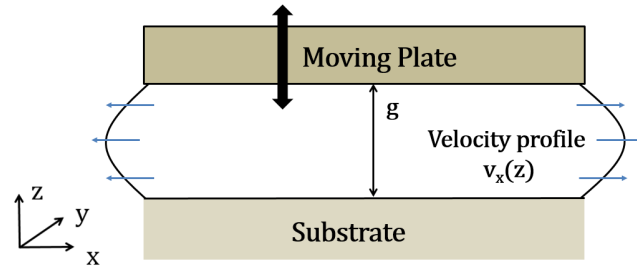 Moving Plate
g
Velocity profile
vₓ(z)
z
y
x
Substrate